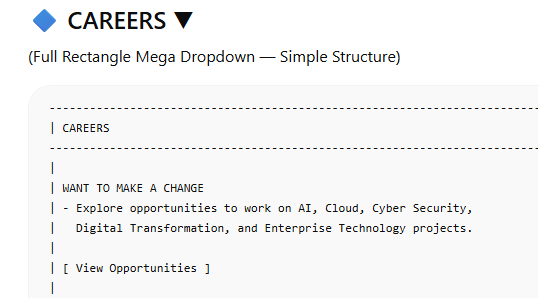 🔷 CAREERS ▼
(Full Rectangle Mega Dropdown — Simple Structure)
--------------------------------------------------------------------------
| CAREERS
--------------------------------------------------------------------------
|
| WANT TO MAKE A CHANGE
| - Explore opportunities to work on AI, Cloud, Cyber Security,
|   Digital Transformation, and Enterprise Technology projects.
|
| [ View Opportunities ]
|